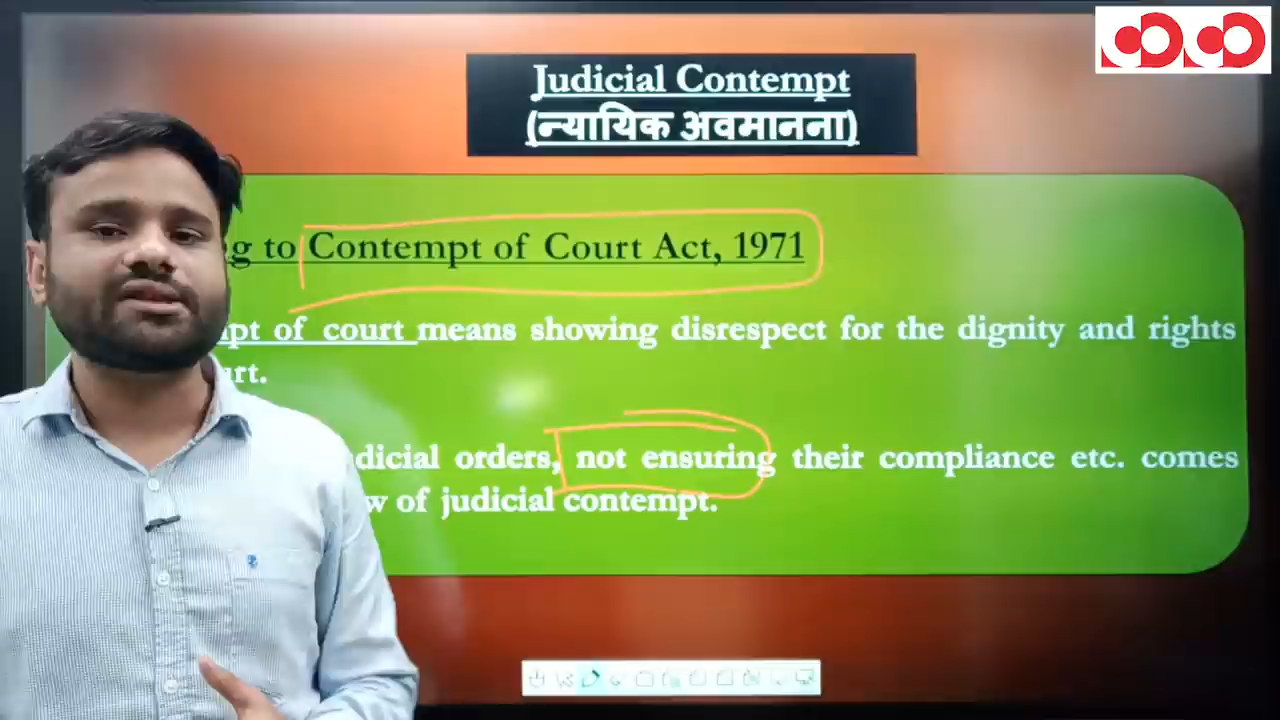 Judicial Contempt
(न्यायिक अवमानना)
g to Contempt of Court Act, 1971
pt of court means showing disrespect for the dignity and rights
rt.
dicial orders, not ensuring their compliance etc. comes
w of judicial contempt.